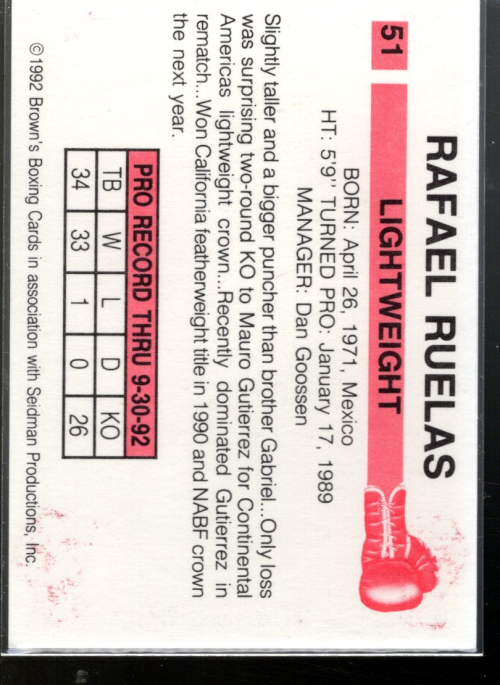 RAFAEL RUELAS
51 LIGHTWEIGHT
BORN: April 26, 1971, Mexico
HT: 5'9" TURNED PRO: January 17, 1989
MANAGER: Dan Goossen
Slightly taller and a bigger puncher than brother Gabriel...Only loss
was surprising two-round KO to Mauro Gutierrez for Continental
Americas lightweight crown...Recently dominated Gutierrez in
rematch...Won California featherweight title in 1990 and NABF crown
the next year.
PRO RECORD THRU 9-30-92
TB W L D KO
34 33 1 0 26
©1992 Brown's Boxing Cards in association with Seidman Productions, Inc.